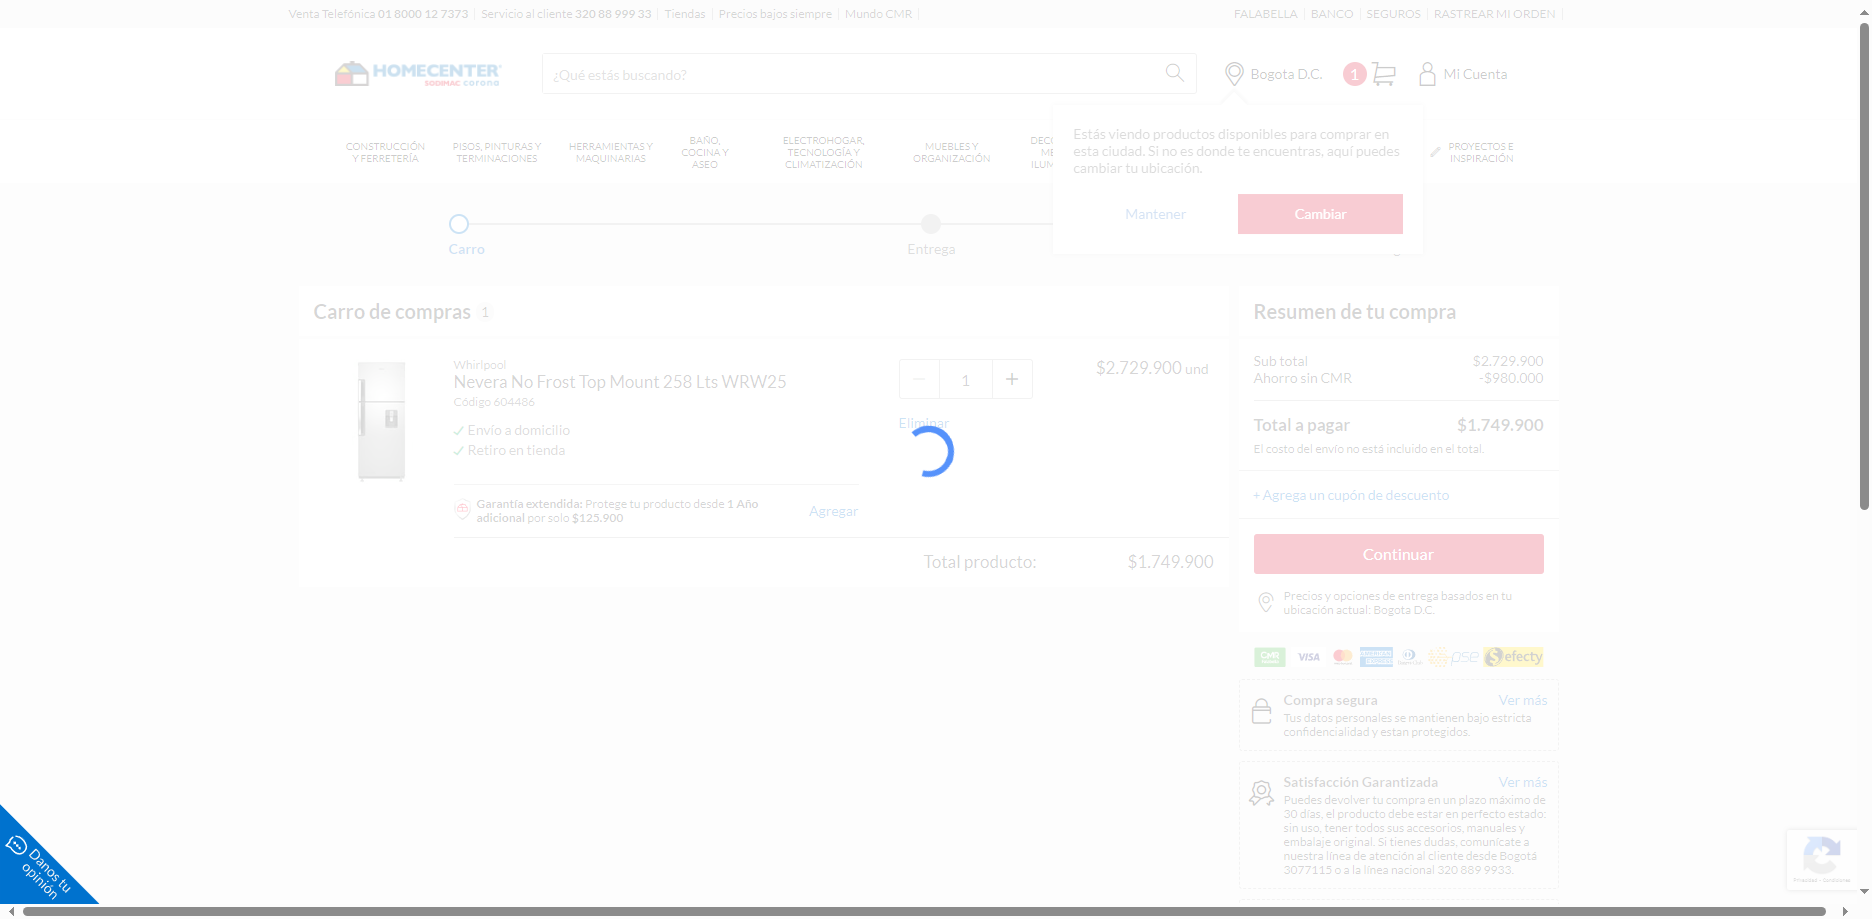 Venta Telefónica 01 8000 12 7373
Servicio al cliente 320 88 999 33
Tiendas
Precios bajos siempre
Mundo CMR
FALABELLA
BANCO
SEGUROS
RASTREAR MI ORDEN
HOMECENTER
SODIMAC corona
¿Qué estás buscando?
Bogota D.C.
1
Mi Cuenta
CONSTRUCCIÓN
Y FERRETERÍA
PISOS, PINTURAS Y
TERMINACIONES
HERRAMIENTAS Y
MAQUINARIAS
BAÑO,
COCINA Y
ASEO
ELECTROHOGAR,
TECNOLOGÍA Y
CLIMATIZACIÓN
MUEBLES Y
ORGANIZACIÓN
PROYECTOS E
INSPIRACIÓN
Estás viendo productos disponibles para comprar en
esta ciudad. Si no es donde te encuentras, aquí puedes
cambiar tu ubicación.
Mantener
Cambiar
Carro
Entrega
Carro de compras 1
Whirlpool
Nevera No Frost Top Mount 258 Lts WRW25
Código 604486
Envío a domicilio
Retiro en tienda
1
Eliminar
$2.729.900 und
Garantía extendida: Protege tu producto desde 1 Año
adicional por solo $125.900
Agregar
Total producto: $1.749.900
Resumen de tu compra
Sub total $2.729.900
Ahorro sin CMR -$980.000
Total a pagar $1.749.900
El costo del envío no está incluido en el total.
+ Agrega un cupón de descuento
Continuar
Precios y opciones de entrega basados en tu
ubicación actual: Bogota D.C.
CMR
VISA
pse
efecty
Compra segura Ver más
Tus datos personales se mantienen bajo estricta
confidencialidad y estan protegidos.
Satisfacción Garantizada Ver más
Puedes devolver tu compra en un plazo máximo de
30 días, el producto debe estar en perfecto estado:
sin uso, tener todos sus accesorios, manuales y
embalaje original. Si tienes dudas, comunícate a
nuestra línea de atención al cliente desde Bogotá
3077115 o a la línea nacional 320 889 9933.
Danos tu
opinión